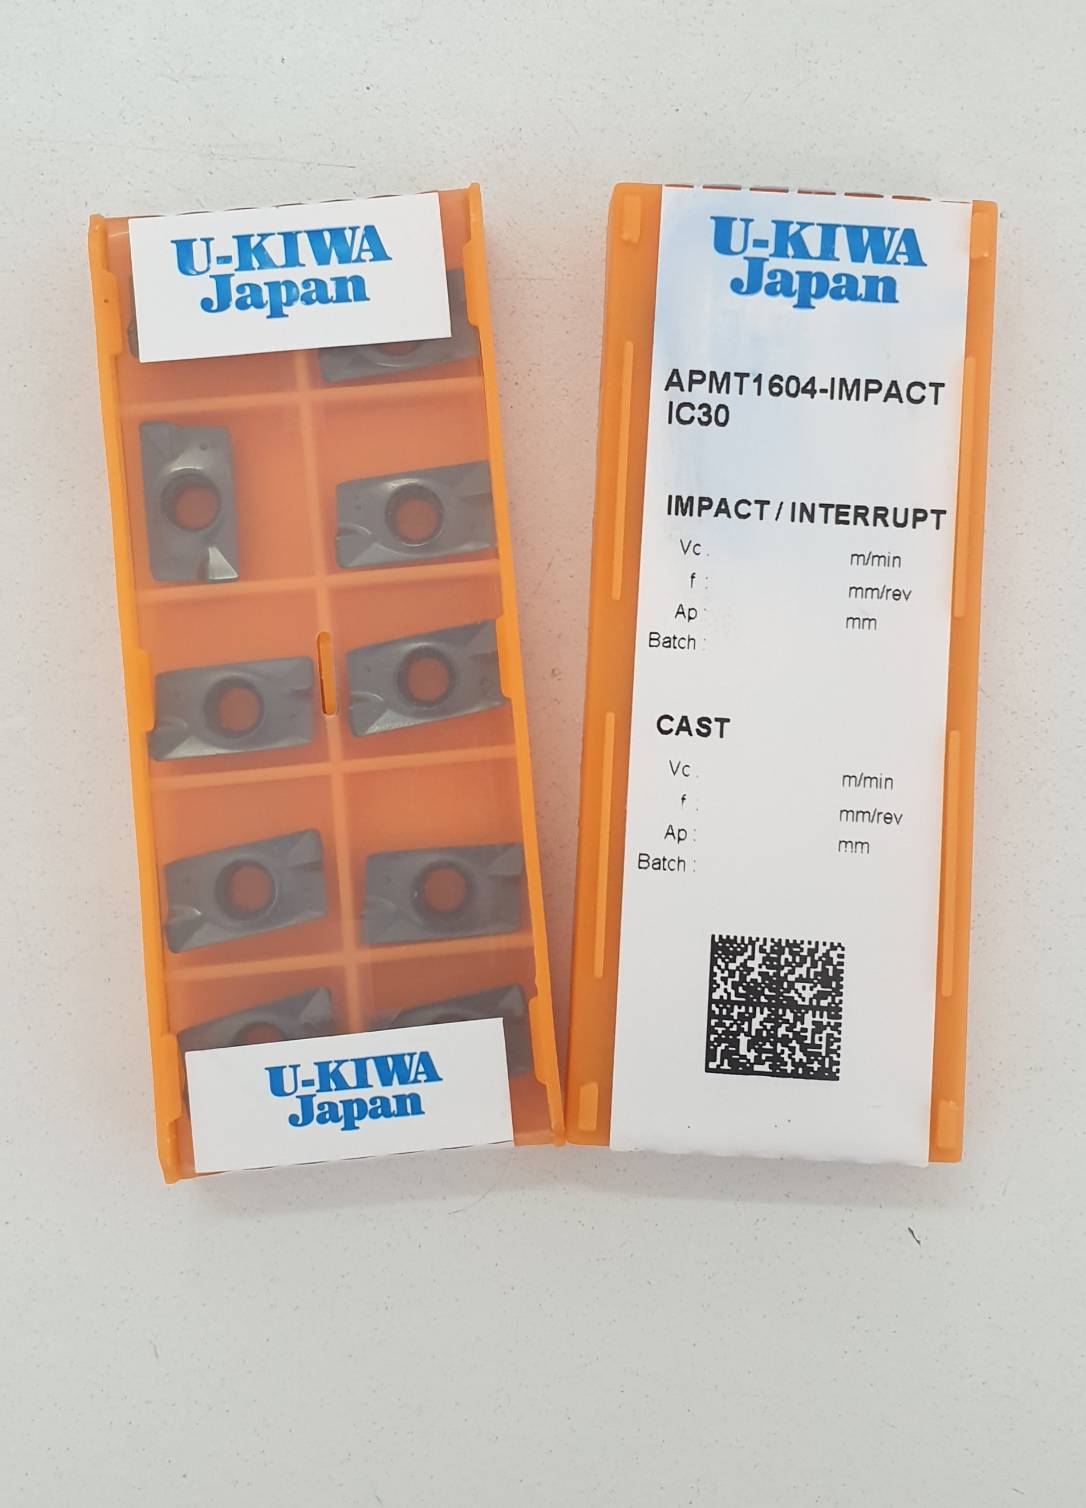 U-KIWA
Japan
U-KIWA
Japan
U-KIWA
Japan
APMT1604-IMPACT
IC30
IMPACT / INTERRUPT
Vc : m/min
f : mm/rev
Ap : mm
Batch :
CAST
Vc : m/min
f : mm/rev
Ap : mm
Batch :